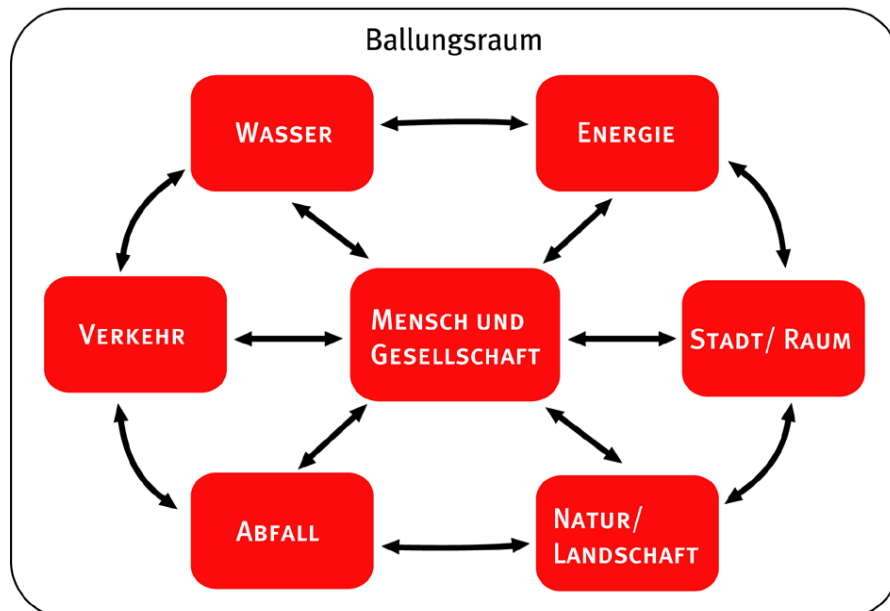 Ballungsraum
WASSER
ENERGIE
VERKEHR
MENSCH UND
GESELLSCHAFT
STADT/ RAUM
ABFALL
NATUR/
LANDSCHAFT